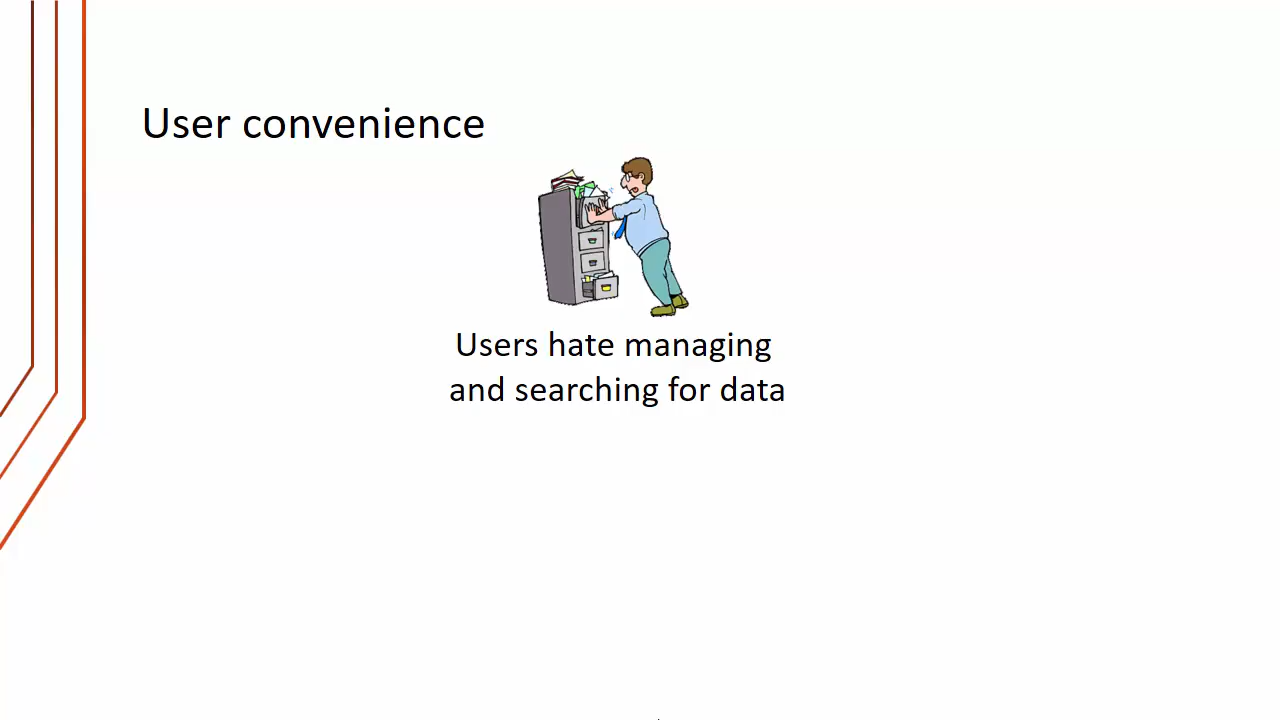 User convenience
Users hate managing
and searching for data